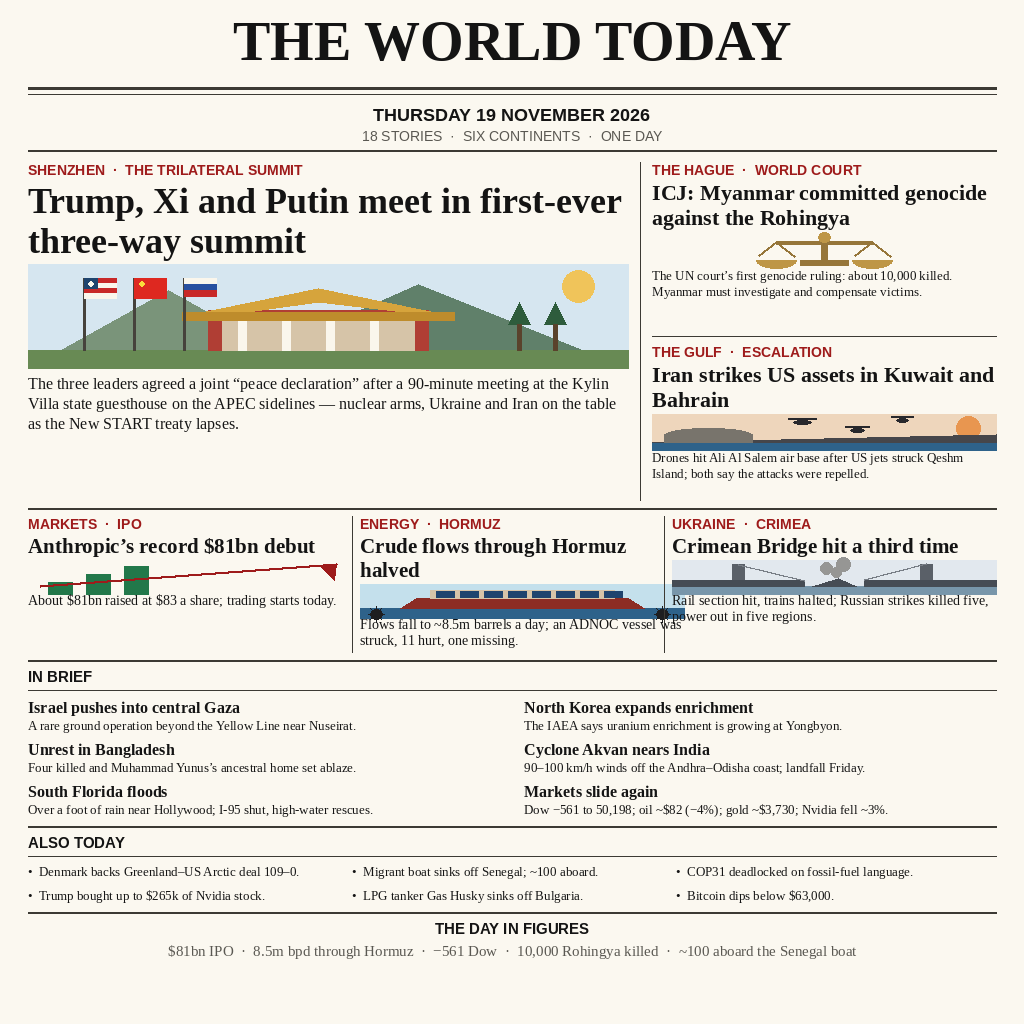 THE WORLD TODAY
THURSDAY 19 NOVEMBER 2026
18 STORIES · SIX CONTINENTS · ONE DAY
SHENZHEN · THE TRILATERAL SUMMIT
Trump, Xi and Putin meet in first-ever
three-way summit
The three leaders agreed a joint “peace declaration” after a 90-minute meeting at the Kylin
Villa state guesthouse on the APEC sidelines — nuclear arms, Ukraine and Iran on the table
as the New START treaty lapses.
THE HAGUE · WORLD COURT
ICJ: Myanmar committed genocide
against the Rohingya
The UN court’s first genocide ruling: about 10,000 killed.
Myanmar must investigate and compensate victims.
THE GULF · ESCALATION
Iran strikes US assets in Kuwait and
Bahrain
Drones hit Ali Al Salem air base after US jets struck Qeshm
Island; both say the attacks were repelled.
MARKETS · IPO
Anthropic’s record $81bn debut
About $81bn raised at $83 a share; trading starts today.
ENERGY · HORMUZ
Crude flows through Hormuz
halved
Flows fall to ~8.5m barrels a day; an ADNOC vessel was
struck, 11 hurt, one missing.
UKRAINE · CRIMEA
Crimean Bridge hit a third time
Rail section hit, trains halted; Russian strikes killed five,
power out in five regions.
IN BRIEF
Israel pushes into central Gaza
A rare ground operation beyond the Yellow Line near Nuseirat.
North Korea expands enrichment
The IAEA says uranium enrichment is growing at Yongbyon.
Unrest in Bangladesh
Four killed and Muhammad Yunus’s ancestral home set ablaze.
Cyclone Akvan nears India
90–100 km/h winds off the Andhra–Odisha coast; landfall Friday.
South Florida floods
Over a foot of rain near Hollywood; I-95 shut, high-water rescues.
Markets slide again
Dow −561 to 50,198; oil ~$82 (−4%); gold ~$3,730; Nvidia fell ~3%.
ALSO TODAY
• Denmark backs Greenland–US Arctic deal 109–0.
• Migrant boat sinks off Senegal; ~100 aboard.
• COP31 deadlocked on fossil-fuel language.
• Trump bought up to $265k of Nvidia stock.
• LPG tanker Gas Husky sinks off Bulgaria.
• Bitcoin dips below $63,000.
THE DAY IN FIGURES
$81bn IPO · 8.5m bpd through Hormuz · −561 Dow · 10,000 Rohingya killed · ~100 aboard the Senegal boat